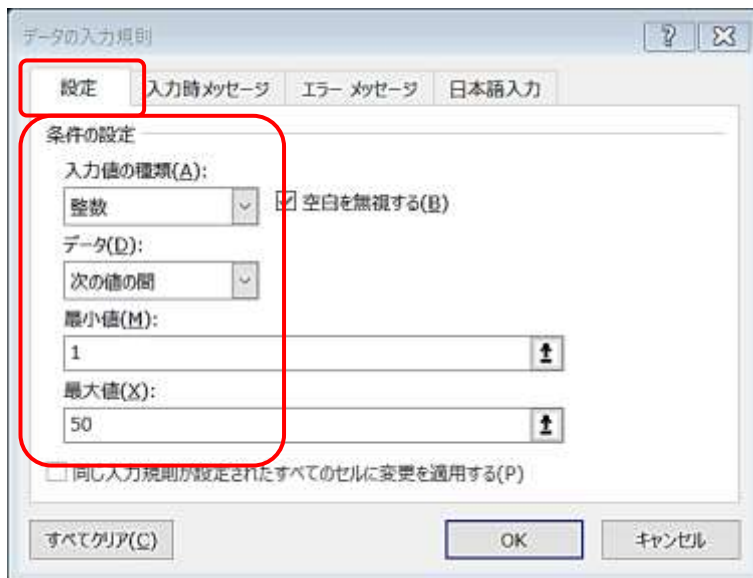 データの入力規則
設定 入力時メッセージ エラー メッセージ 日本語入力
条件の設定
入力値の種類(A):
整数 空白を無視する(B)
データ(D):
次の値の間
最小値(M):
1
最大値(X):
50
同じ入力規則が設定されたすべてのセルに変更を適用する(P)
すべてクリア(C) OK キャンセル